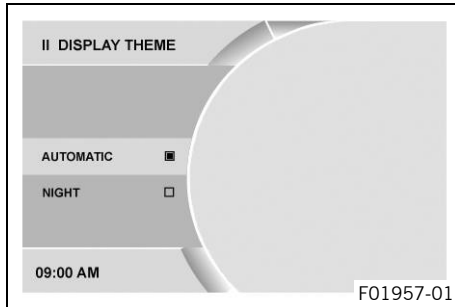 II DISPLAY THEME
AUTOMATIC
NIGHT
09:00 AM
F01957-01